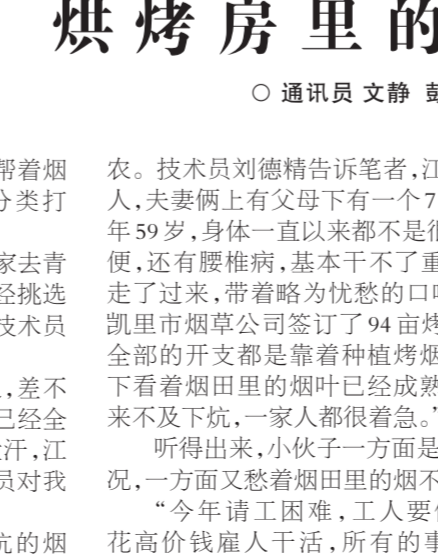 烘烤房里的
○ 通讯员 文静
帮着烟
分类打
家去青
经挑选
技术员
,差不
已经全
汗,江
员对我
坑的烟
农。技术员刘德精告诉笔者,江
人,夫妻俩上有父母下有一个7
年59岁,身体一直以来都不是很
便,还有腰椎病,基本干不了重
走了过来,带着略为忧愁的口吻
凯里市烟草公司签订了94亩烤
全部的开支都是靠着种植烤烟
下看着烟田里的烟叶已经成熟
来不及下炕,一家人都很着急。”
听得出来,小伙子一方面是
况,一方面又愁着烟田里的烟不
“今年请工困难,工人要
花高价钱雇人干活,所有的事